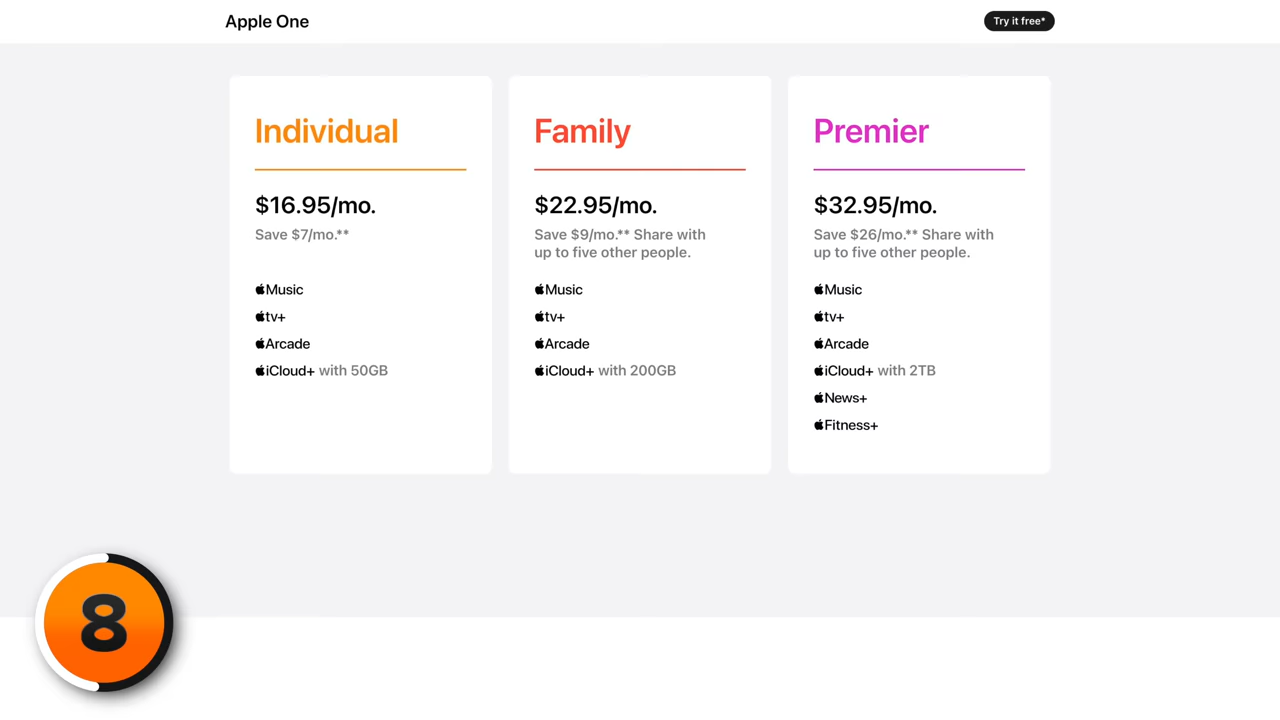 Apple One
Try it free*
Individual
$16.95/mo.
Save $7/mo.**
Music
tv+
Arcade
iCloud+ with 50GB
Family
$22.95/mo.
Save $9/mo.** Share with
up to five other people.
Music
tv+
Arcade
iCloud+ with 200GB
Premier
$32.95/mo.
Save $26/mo.** Share with
up to five other people.
Music
tv+
Arcade
iCloud+ with 2TB
News+
Fitness+
8